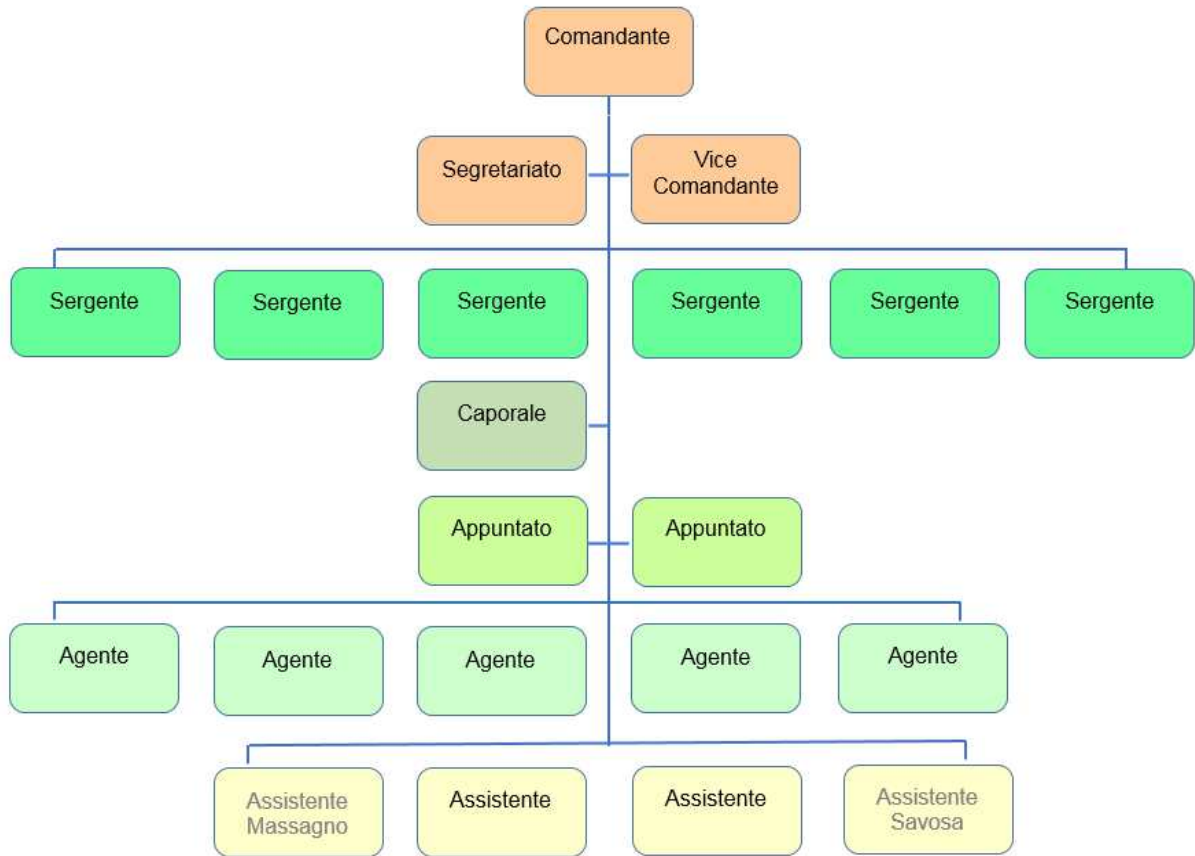 Comandante
Segretariato
Vice
Comandante
Sergente
Sergente
Sergente
Sergente
Sergente
Sergente
Caporale
Appuntato
Appuntato
Agente
Agente
Agente
Agente
Agente
Assistente
Massagno
Assistente
Assistente
Assistente
Savosa